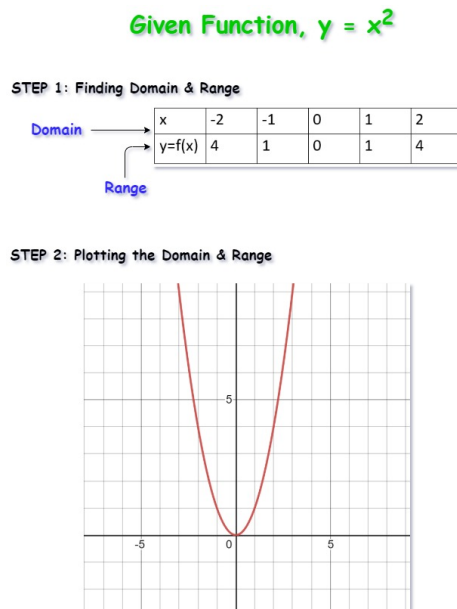 Given Function, y = x²
STEP 1: Finding Domain & Range
x -2 -1 0 1 2
Domain
y=f(x) 4 1 0 1 4
Range
STEP 2: Plotting the Domain & Range
5
-5 0 5